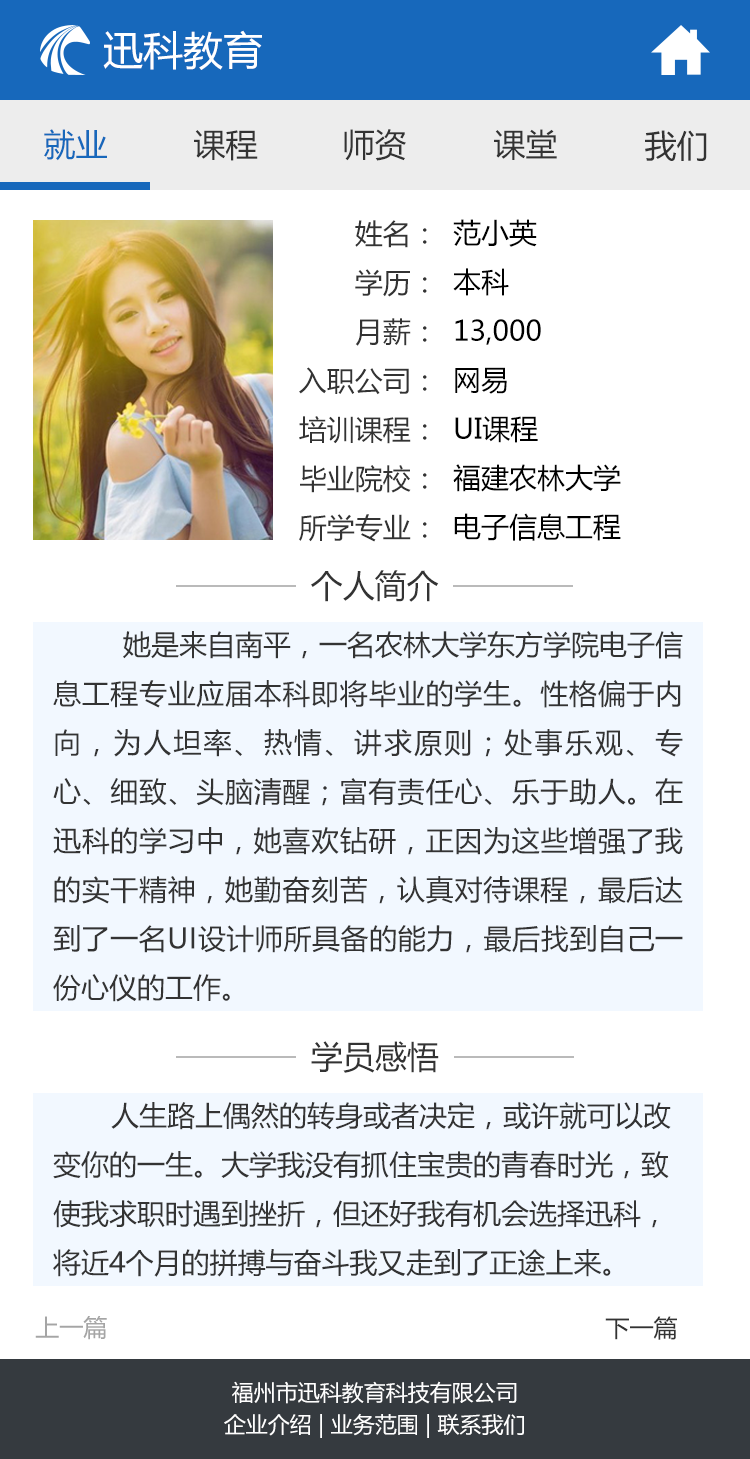 迅科教育
就业 课程 师资 课堂 我们
姓名： 范小英
学历： 本科
月薪： 13,000
入职公司： 网易
培训课程： UI课程
毕业院校： 福建农林大学
所学专业： 电子信息工程
个人简介
她是来自南平，一名农林大学东方学院电子信
息工程专业应届本科即将毕业的学生。性格偏于内
向，为人坦率、热情、讲求原则；处事乐观、专
心、细致、头脑清醒；富有责任心、乐于助人。在
迅科的学习中，她喜欢钻研，正因为这些增强了我
的实干精神，她勤奋刻苦，认真对待课程，最后达
到了一名UI设计师所具备的能力，最后找到自己一
份心仪的工作。
学员感悟
人生路上偶然的转身或者决定，或许就可以改
变你的一生。大学我没有抓住宝贵的青春时光，致
使我求职时遇到挫折，但还好我有机会选择迅科，
将近4个月的拼搏与奋斗我又走到了正途上来。
上一篇 下一篇
福州市迅科教育科技有限公司
企业介绍 | 业务范围 | 联系我们